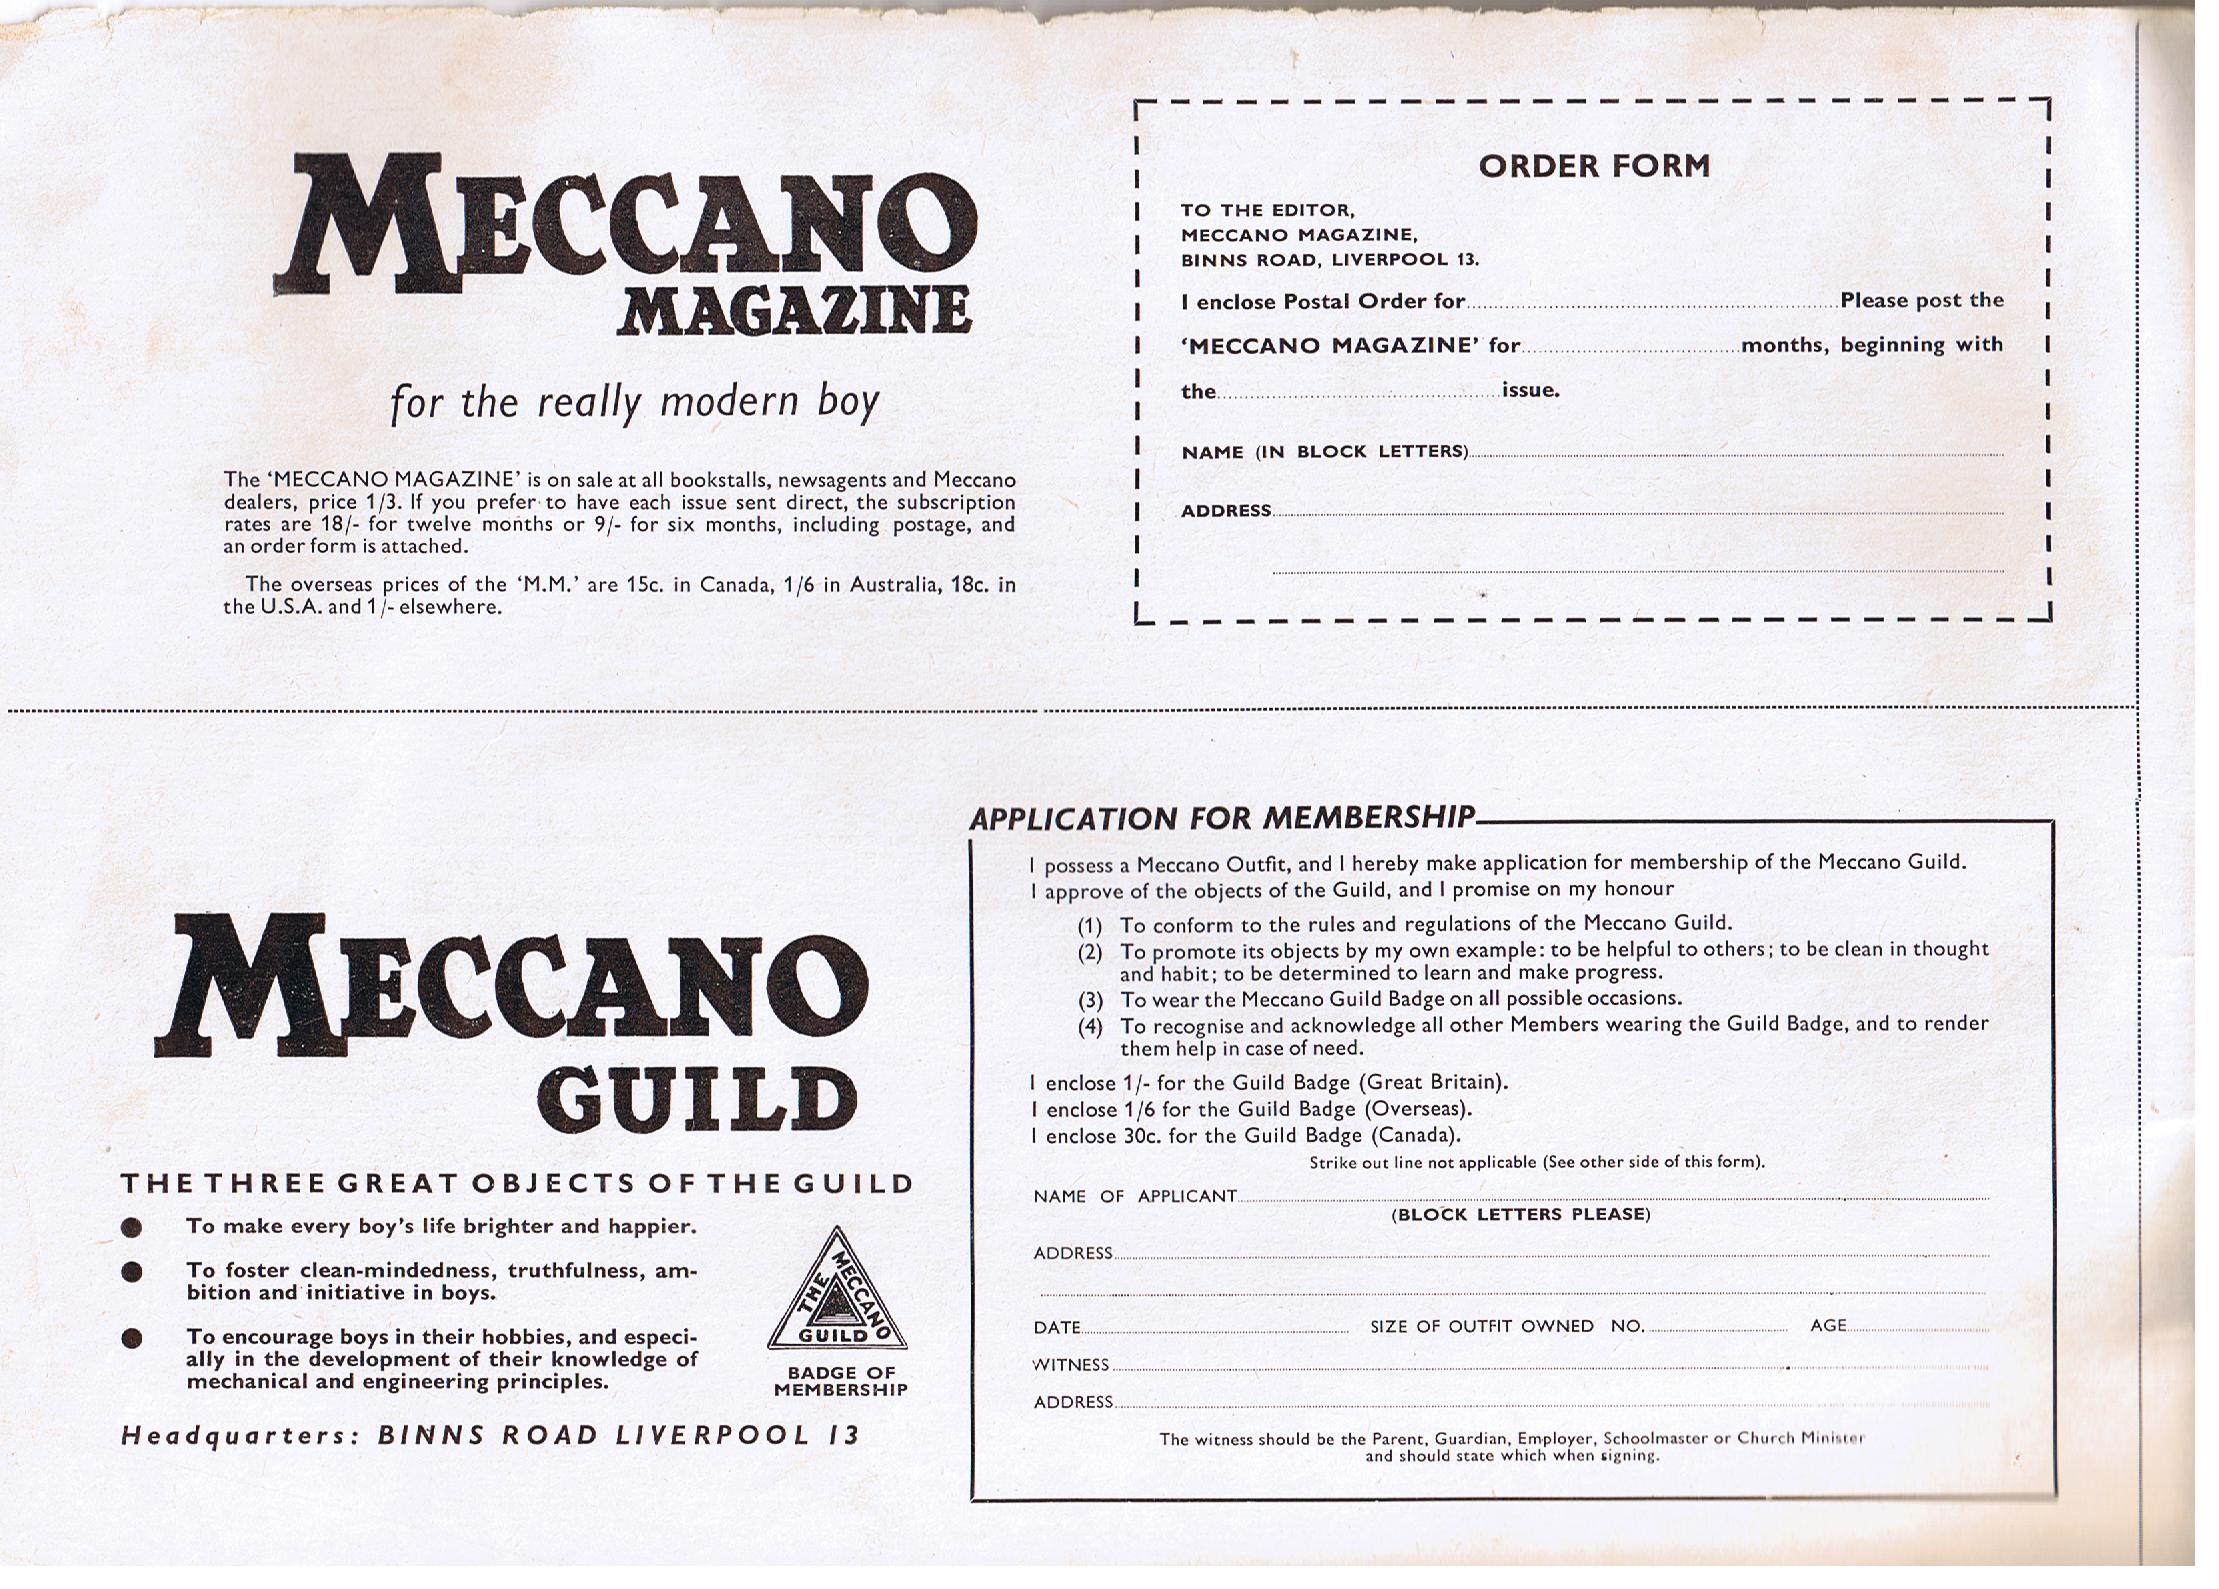 MECCANO
MAGAZINE
for the really modern boy
The ‘MECCANO MAGAZINE’ is on sale at all bookstalls, newsagents and Meccano
dealers, price 1/3. If you prefer to have each issue sent direct, the subscription
rates are 18/- for twelve months or 9/- for six months, including postage, and
an order form is attached.
The overseas prices of the ‘M.M.’ are 15c. in Canada, 1/6 in Australia, 18c. in
the U.S.A. and 1/- elsewhere.
ORDER FORM
TO THE EDITOR,
MECCANO MAGAZINE,
BINNS ROAD, LIVERPOOL 13.
I enclose Postal Order for Please post the
‘MECCANO MAGAZINE’ for months, beginning with
the issue.
NAME (IN BLOCK LETTERS)
ADDRESS
MECCANO
GUILD
THE THREE GREAT OBJECTS OF THE GUILD
● To make every boy's life brighter and happier.
● To foster clean-mindedness, truthfulness, am-
bition and initiative in boys.
● To encourage boys in their hobbies, and especi-
ally in the development of their knowledge of
mechanical and engineering principles.
THE MECCANO
GUILD
BADGE OF
MEMBERSHIP
Headquarters: BINNS ROAD LIVERPOOL 13
APPLICATION FOR MEMBERSHIP
I possess a Meccano Outfit, and I hereby make application for membership of the Meccano Guild.
I approve of the objects of the Guild, and I promise on my honour
(1) To conform to the rules and regulations of the Meccano Guild.
(2) To promote its objects by my own example: to be helpful to others; to be clean in thought
and habit; to be determined to learn and make progress.
(3) To wear the Meccano Guild Badge on all possible occasions.
(4) To recognise and acknowledge all other Members wearing the Guild Badge, and to render
them help in case of need.
I enclose 1/- for the Guild Badge (Great Britain).
I enclose 1/6 for the Guild Badge (Overseas).
I enclose 30c. for the Guild Badge (Canada).
Strike out line not applicable (See other side of this form).
NAME OF APPLICANT
(BLOCK LETTERS PLEASE)
ADDRESS
DATE SIZE OF OUTFIT OWNED NO. AGE
WITNESS
ADDRESS
The witness should be the Parent, Guardian, Employer, Schoolmaster or Church Minister
and should state which when signing.